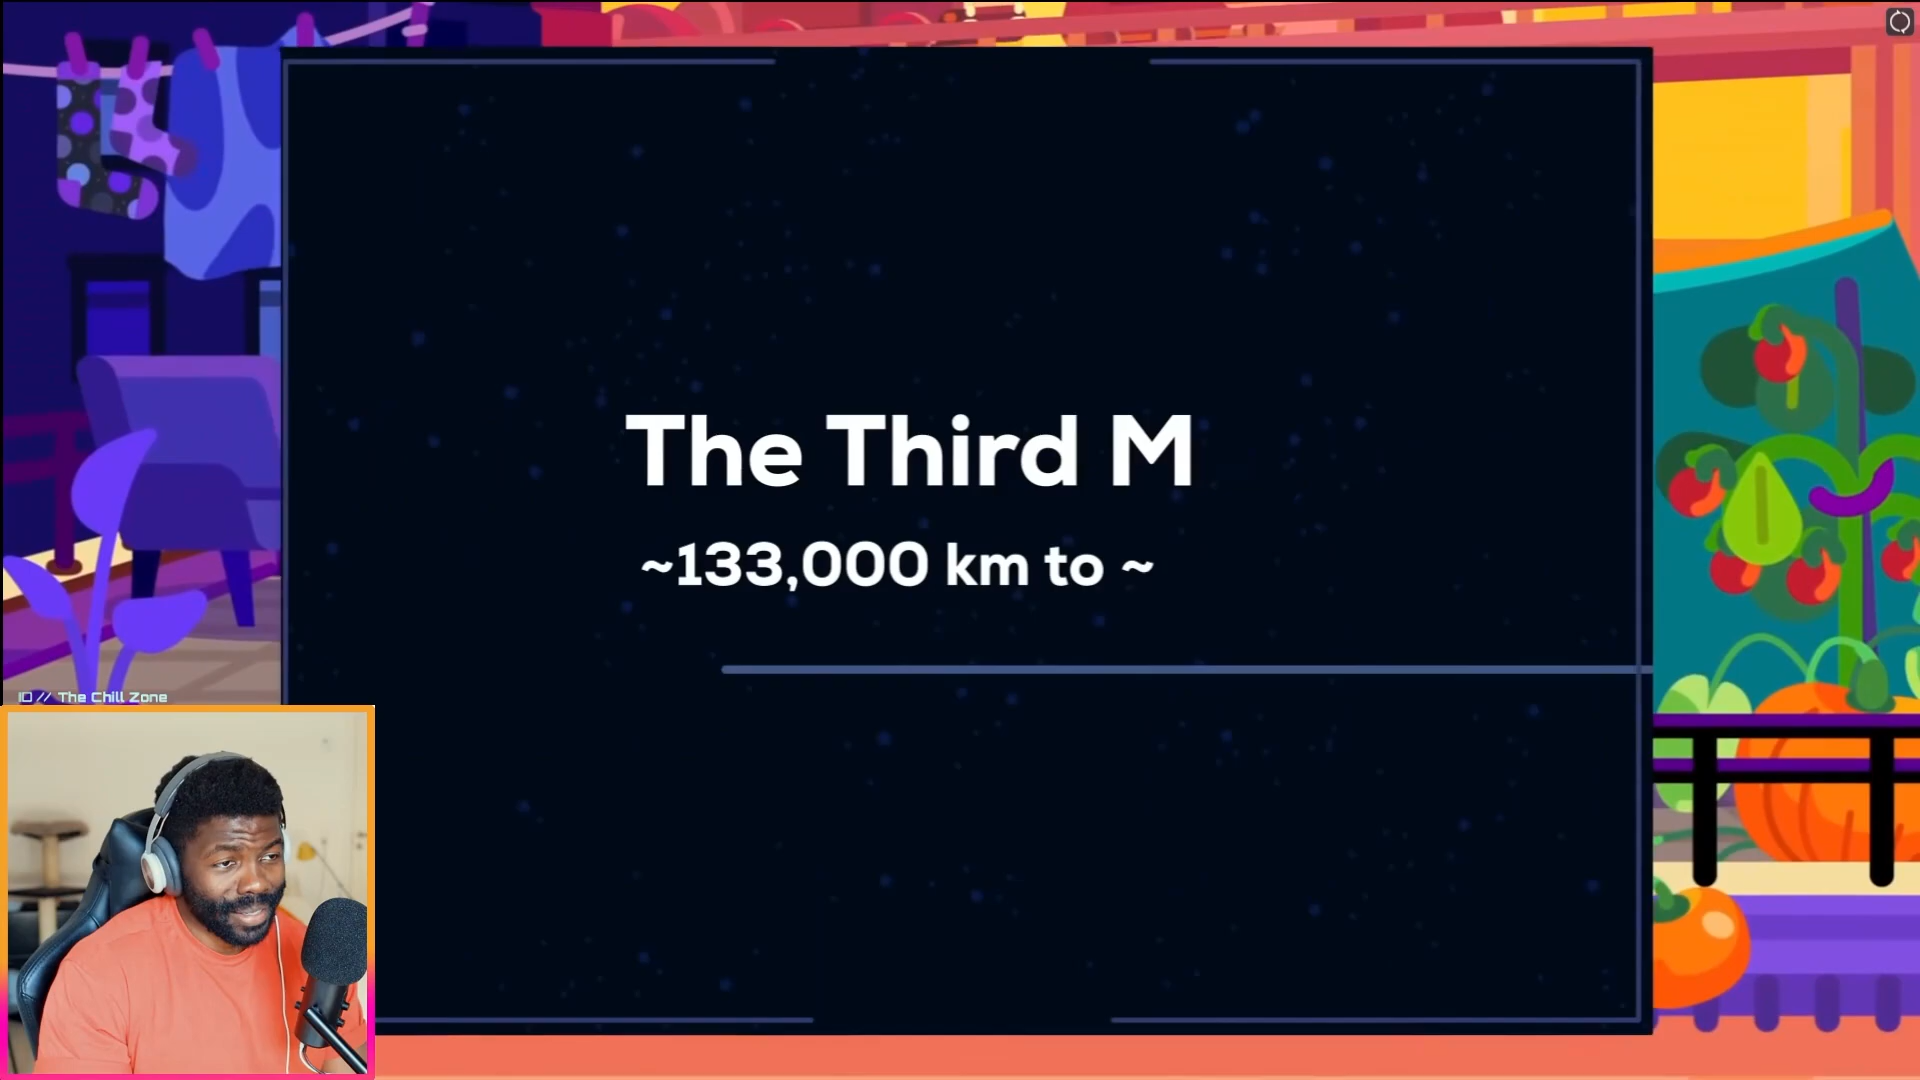 The Third M
~133,000 km to ~
ID // The Chill Zone